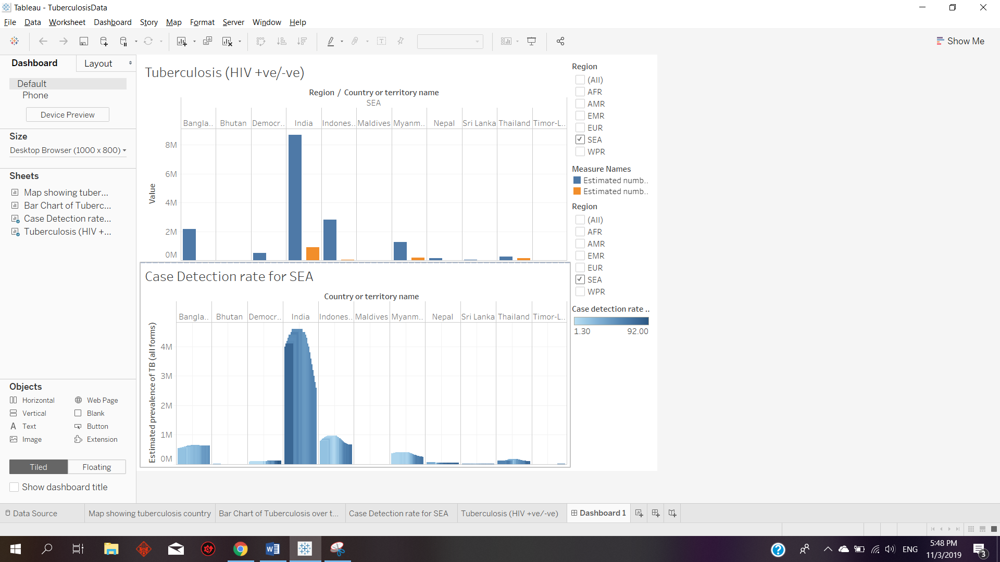 Tableau - TuberculosisData
File Data Worksheet Dashboard Story Map Format Server Window Help
Show Me
Dashboard Layout
Default
Phone
Device Preview
Size
Desktop Browser (1000 x 800)
Sheets
Map showing tuber...
Bar Chart of Tuberc...
Case Detection rate...
Tuberculosis (HIV +...
Objects
Horizontal Web Page
Vertical Blank
Text Button
Image Extension
Tiled Floating
Show dashboard title
Tuberculosis (HIV +ve/-ve)
Region / Country or territory name
SEA
Bangla.. Bhutan Democr.. India Indones.. Maldives Myanm.. Nepal Sri Lanka Thailand Timor-L..
Value
8M
6M
4M
2M
0M
Case Detection rate for SEA
Country or territory name
Bangla.. Bhutan Democr.. India Indones.. Maldives Myanm.. Nepal Sri Lanka Thailand Timor-L..
Estimated prevalence of TB (all forms)
4M
3M
2M
1M
0M
Region
(All)
AFR
AMR
EMR
EUR
SEA
WPR
Measure Names
Estimated numb..
Estimated numb..
Region
(All)
AFR
AMR
EMR
EUR
SEA
WPR
Case detection rate ..
1.30 92.00
Data Source Map showing tuberculosis country Bar Chart of Tuberculosis over t... Case Detection rate for SEA Tuberculosis (HIV +ve/-ve) Dashboard 1
ENG
5:48 PM
11/3/2019
3